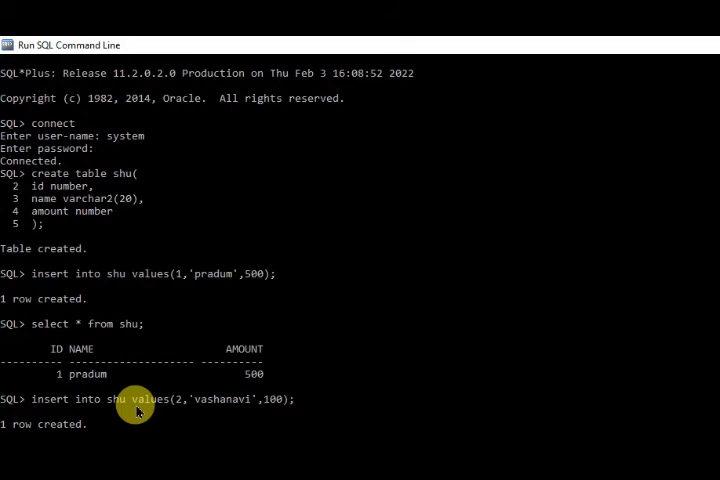 Run SQL Command Line
SQL*Plus: Release 11.2.0.2.0 Production on Thu Feb 3 16:08:52 2022
Copyright (c) 1982, 2014, Oracle.  All rights reserved.
SQL> connect
Enter user-name: system
Enter password:
Connected.
SQL> create table shu(
  2  id number,
  3  name varchar2(20),
  4  amount number
  5  );
Table created.
SQL> insert into shu values(1,'pradum',500);
1 row created.
SQL> select * from shu;
        ID NAME                     AMOUNT
---------- -------------------- ----------
         1 pradum                      500
SQL> insert into shu values(2,'vashanavi',100);
1 row created.